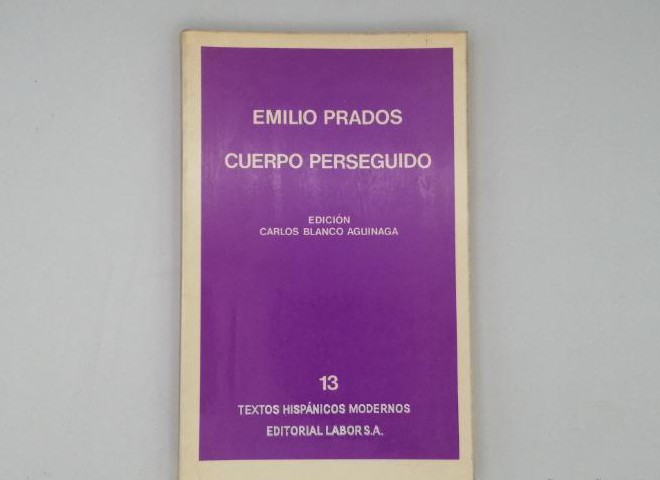 EMILIO PRADOS
CUERPO PERSEGUIDO
EDICIÓN
CARLOS BLANCO AGUINAGA
13
TEXTOS HISPÁNICOS MODERNOS
EDITORIAL LABOR S.A.